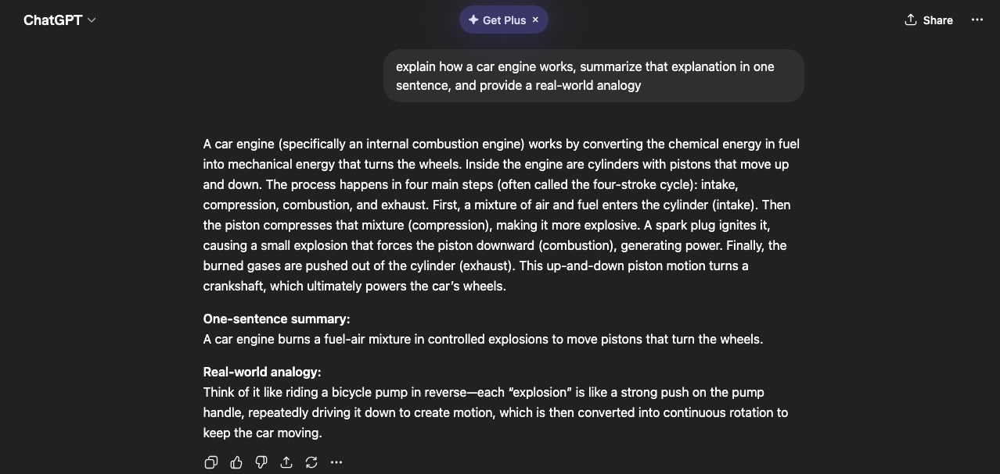 ChatGPT
Get Plus ×
Share
explain how a car engine works, summarize that explanation in one
sentence, and provide a real-world analogy
A car engine (specifically an internal combustion engine) works by converting the chemical energy in fuel
into mechanical energy that turns the wheels. Inside the engine are cylinders with pistons that move up
and down. The process happens in four main steps (often called the four-stroke cycle): intake,
compression, combustion, and exhaust. First, a mixture of air and fuel enters the cylinder (intake). Then
the piston compresses that mixture (compression), making it more explosive. A spark plug ignites it,
causing a small explosion that forces the piston downward (combustion), generating power. Finally, the
burned gases are pushed out of the cylinder (exhaust). This up-and-down piston motion turns a
crankshaft, which ultimately powers the car’s wheels.
One-sentence summary:
A car engine burns a fuel-air mixture in controlled explosions to move pistons that turn the wheels.
Real-world analogy:
Think of it like riding a bicycle pump in reverse—each “explosion” is like a strong push on the pump
handle, repeatedly driving it down to create motion, which is then converted into continuous rotation to
keep the car moving.